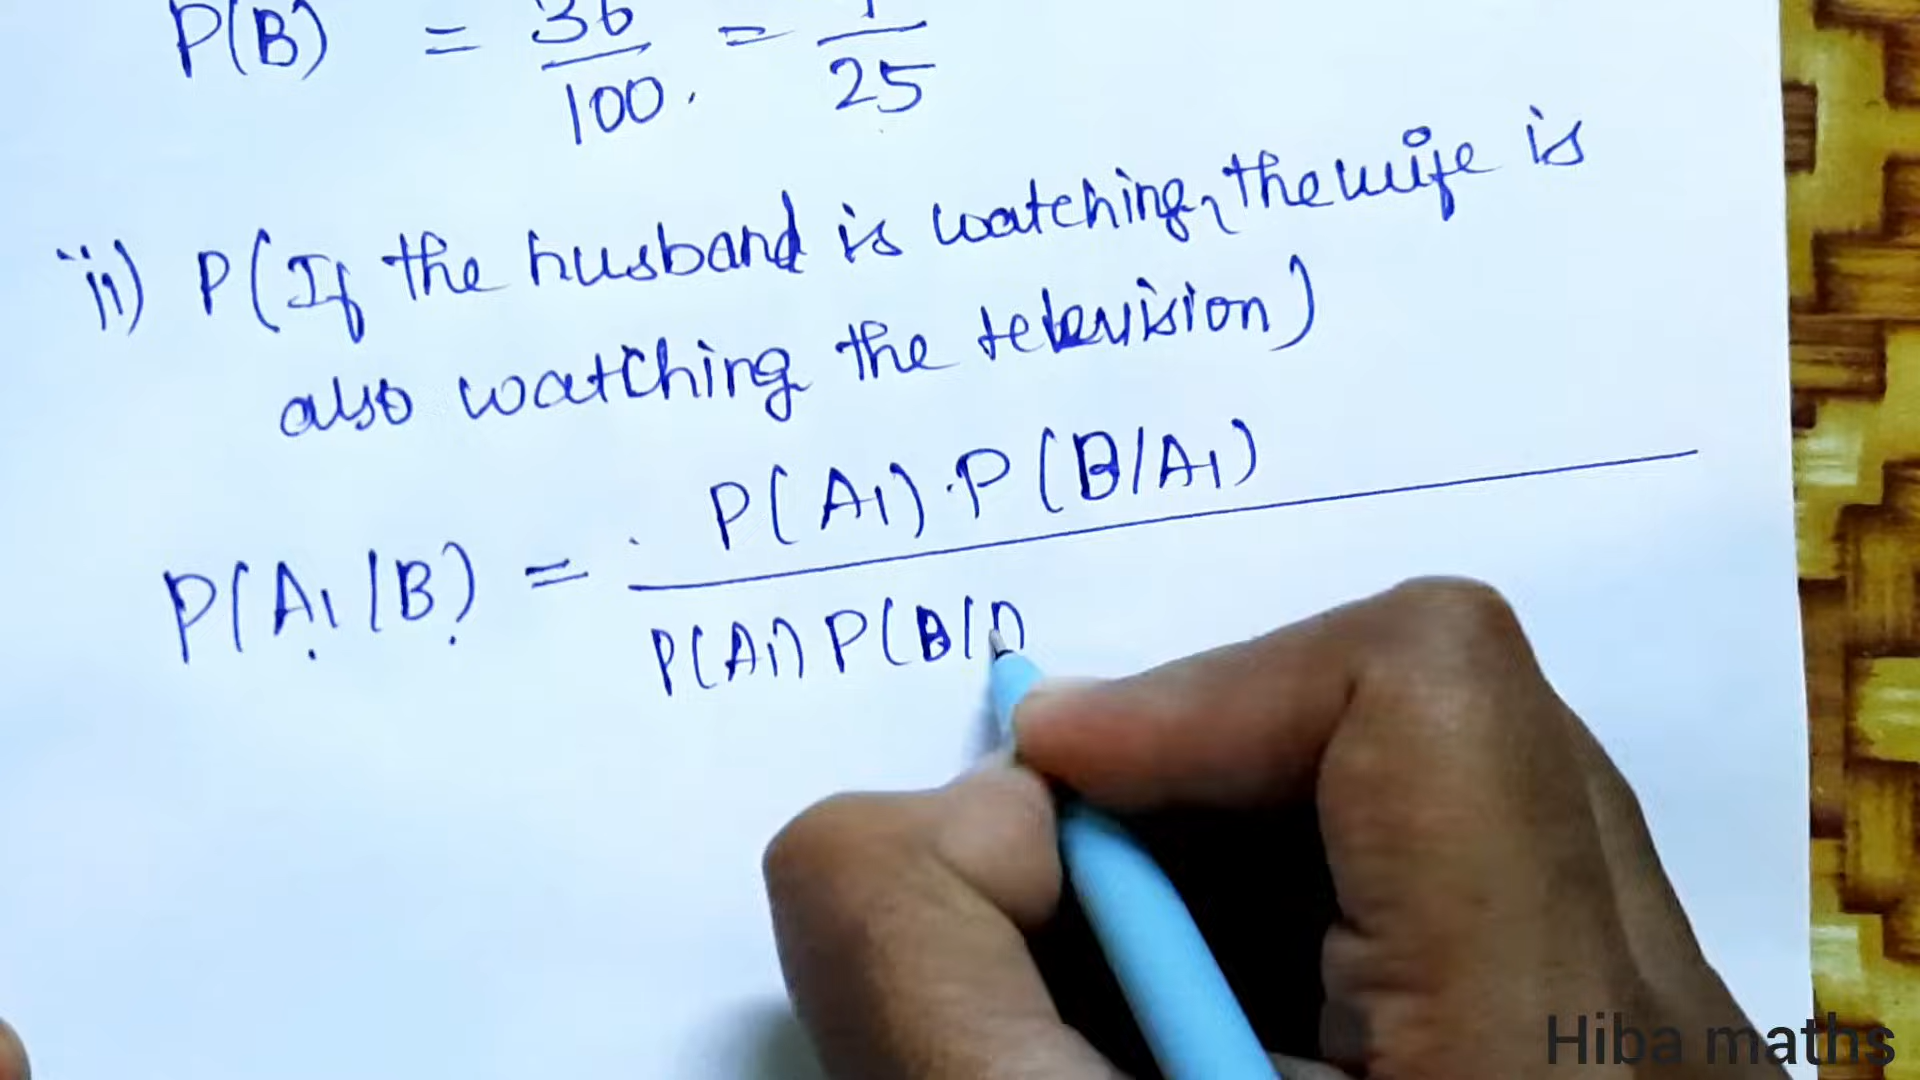 P(B) = 36/100 . = /25
ii) P(If the husband is watching, the wife is
also watching the television)
P(A₁/B) = P(A₁).P(B/A₁)
P(A₁) P(B/
Hiba maths